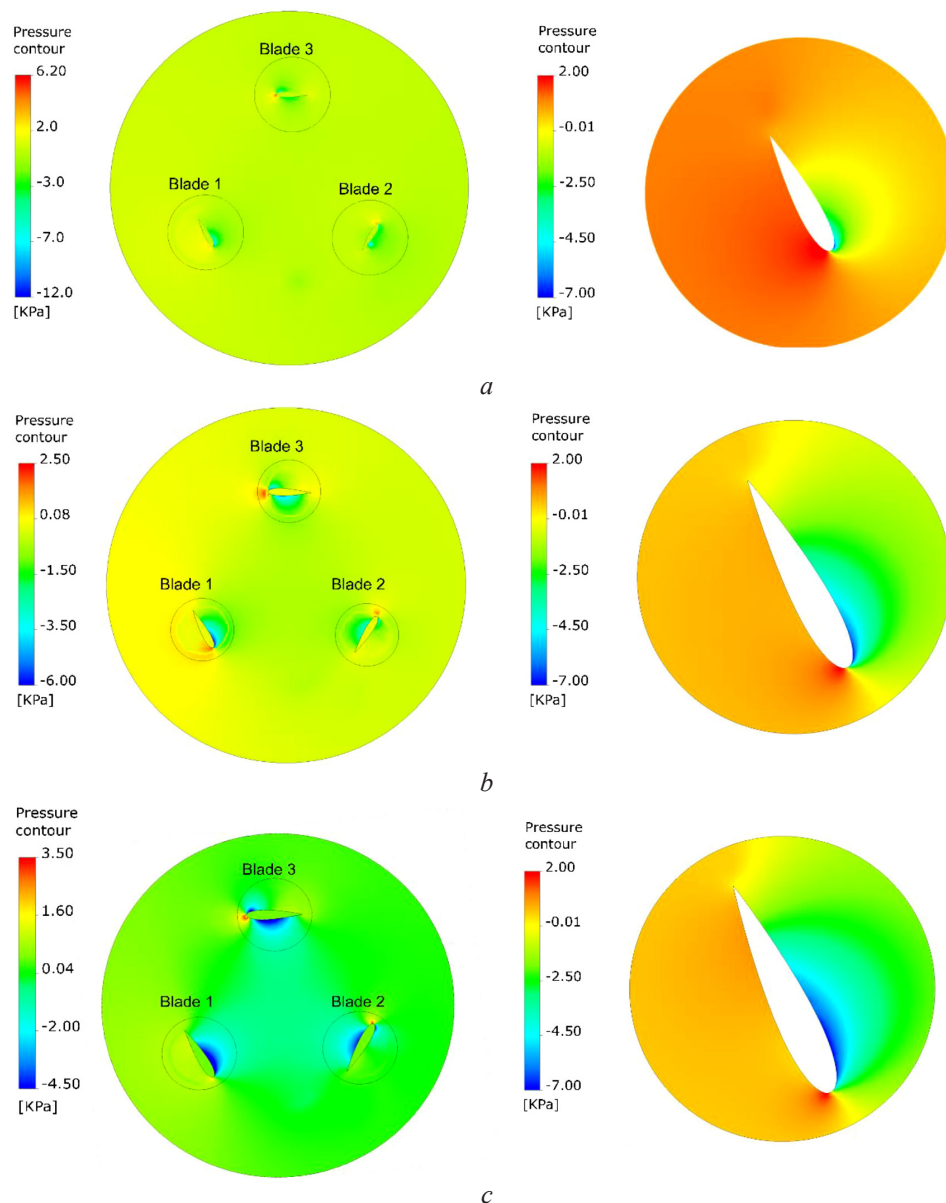 Pressure
contour
6.20
2.0
-3.0
-7.0
-12.0
[KPa]
Blade 3
Blade 1
Blade 2
Pressure
contour
2.00
-0.01
-2.50
-4.50
-7.00
[KPa]
a
Pressure
contour
2.50
0.08
-1.50
-3.50
-6.00
[KPa]
Blade 3
Blade 1
Blade 2
Pressure
contour
2.00
-0.01
-2.50
-4.50
-7.00
[KPa]
b
Pressure
contour
3.50
1.60
0.04
-2.00
-4.50
[KPa]
Blade 3
Blade 1
Blade 2
Pressure
contour
2.00
-0.01
-2.50
-4.50
-7.00
[KPa]
c